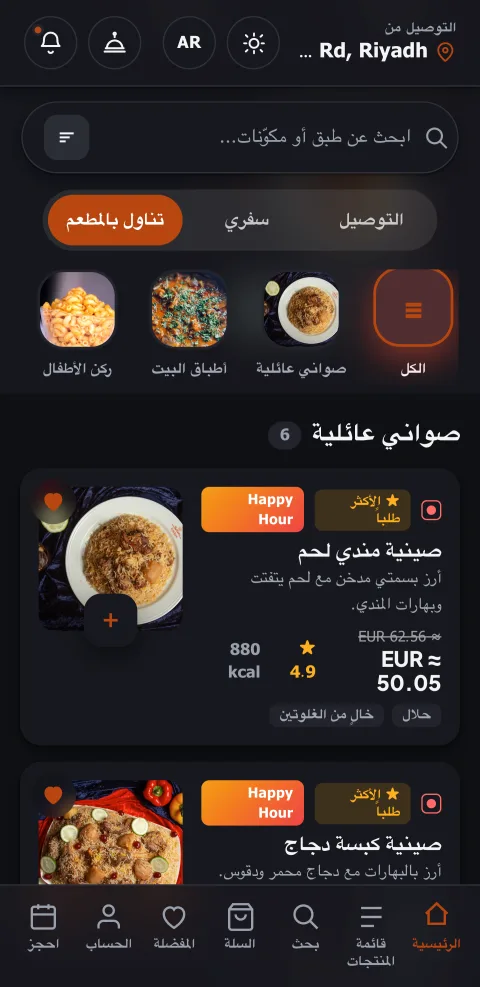 التوصيل من
... Rd, Riyadh
AR
ابحث عن طبق أو مكوّنات...
التوصيل
سفري
تناول بالمطعم
الكل
صواني عائلية
أطباق البيت
ركن الأطفال
صواني عائلية 6
الأكثر طلباً
Happy Hour
صينية مندي لحم
أرز بسمتي مدخن مع لحم يتفتت
وبهارات المندي.
≈ EUR 62.56
≈ EUR
50.05
4.9
880
kcal
حلال
خالٍ من الغلوتين
الأكثر طلباً
Happy Hour
صينية كبسة دجاج
أرز بالبهارات مع دجاج محمر ودقوس.
الرئيسية
قائمة المنتجات
بحث
السلة
المفضلة
الحساب
احجز